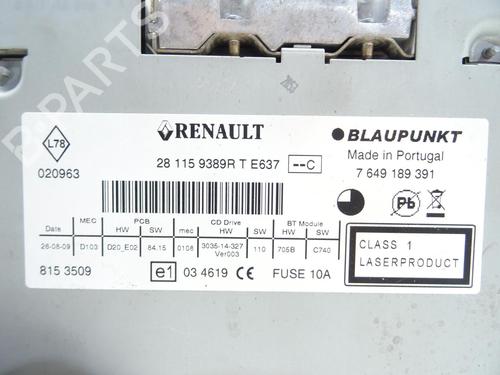 B-PARTS
L78
RENAULT
BLAUPUNKT
020963
28 115 9389R T E637 --C
Made in Portugal
7 649 189 391
Pb
Date MEC PCB HW SW mec CD Drive HW SW BT Module HW SW
26-08-09 D103 D20_E02 84.15 0108 3035-14-327 Ver003 110 705B C740
CLASS 1
LASERPRODUCT
815 3509
e1 03 4619 CE FUSE 10A